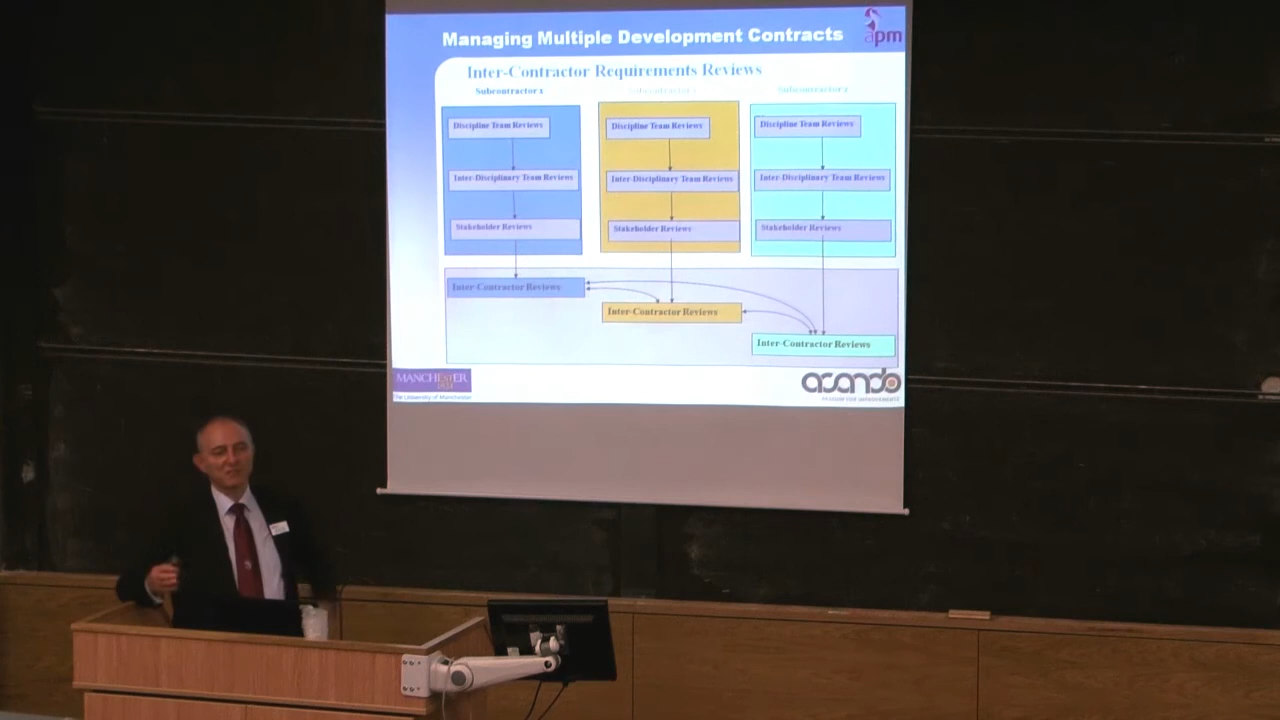 Managing Multiple Development Contracts
apm
Inter-Contractor Requirements Reviews
Subcontractor 1
Discipline Team Reviews
Discipline Team Reviews
Discipline Team Reviews
Inter-Disciplinary Team Reviews
Inter-Disciplinary Team Reviews
Inter-Disciplinary Team Reviews
Stakeholder Reviews
Stakeholder Reviews
Stakeholder Reviews
Inter-Contractor Reviews
Inter-Contractor Reviews
Inter-Contractor Reviews
MANCHESTER
1824
The University of Manchester
acando